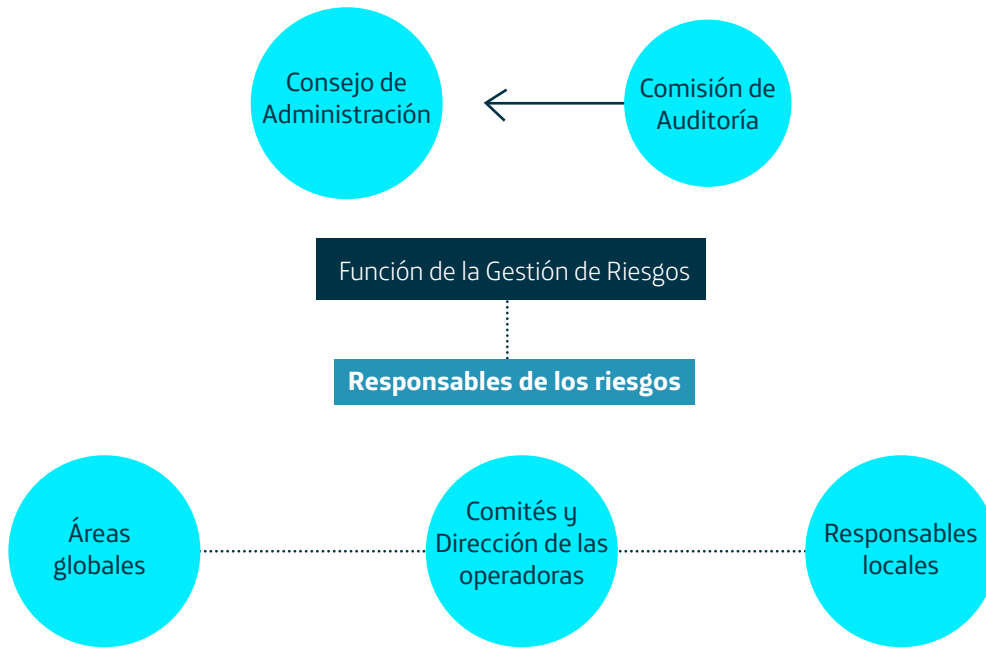 Consejo de
Administración
Comisión de
Auditoría
Función de la Gestión de Riesgos
Responsables de los riesgos
Áreas
globales
Comités y
Dirección de las
operadoras
Responsables
locales